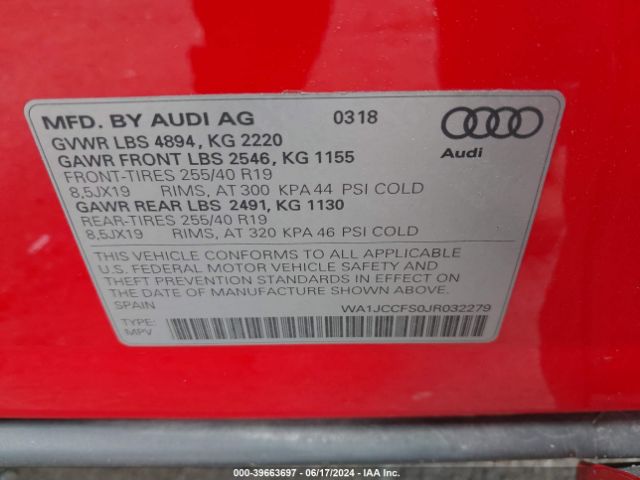 MFD. BY AUDI AG 0318
GVWR LBS 4894 , KG 2220
GAWR FRONT LBS 2546, KG 1155
FRONT-TIRES 255/40 R19
8,5JX19 RIMS, AT 300 KPA 44 PSI COLD
GAWR REAR LBS 2491, KG 1130
REAR-TIRES 255/40 R19
8,5JX19 RIMS, AT 320 KPA 46 PSI COLD
Audi
THIS VEHICLE CONFORMS TO ALL APPLICABLE
U.S. FEDERAL MOTOR VEHICLE SAFETY AND
THEFT PREVENTION STANDARDS IN EFFECT ON
THE DATE OF MANUFACTURE SHOWN ABOVE.
SPAIN WA1JCCFS0JR032279
TYPE:
MPV
000-39663697 - 06/17/2024 - IAA Inc.